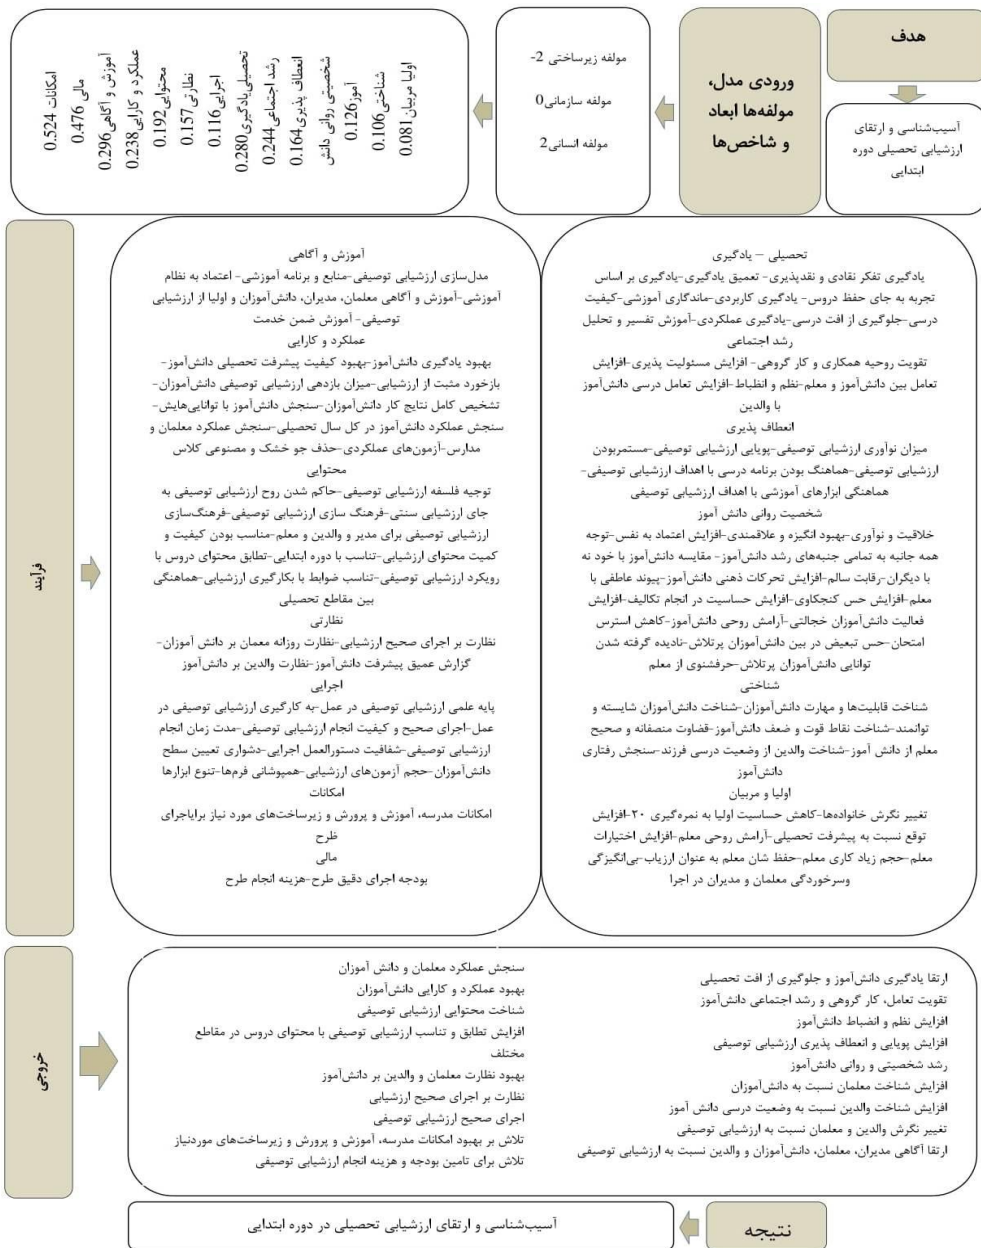 هدف
آسیب‌شناسی و ارتقای
ارزشیابی تحصیلی دوره
ابتدایی
ورودی مدل،
مولفه‌ها ابعاد
و شاخص‌ها
مولفه زیرساختی 2-
مولفه سازمانی 0
مولفه انسانی 2
اولیا مربیان 0.081
شناختی 0.106
شخصیتی روانی دانش
آموز 0.126
انعطاف پذیری 0.164
رشد اجتماعی 0.244
تحصیلی یادگیری 0.280
اجرایی 0.116
نظارتی 0.157
محتوایی 0.192
عملکرد و کارایی 0.238
آموزش و آگاهی 0.296
مالی 0.476
امکانات 0.524
فرآیند
تحصیلی – یادگیری
یادگیری تفکر نقادی و نقدپذیری- تعمیق یادگیری-یادگیری بر اساس
تجربه به جای حفظ دروس- یادگیری کاربردی-ماندگاری آموزشی-کیفیت
درسی-جلوگیری از افت درسی-یادگیری عملکردی-آموزش تفسیر و تحلیل
رشد اجتماعی
تقویت روحیه همکاری و کار گروهی- افزایش مسئولیت پذیری-افزایش
تعامل بین دانش‌آموز و معلم-نظم و انظباط-افزایش تعامل درسی دانش‌آموز
با والدین
انعطاف پذیری
میزان نوآوری ارزشیابی توصیفی-پویایی ارزشیابی توصیفی-مستمربودن
ارزشیابی توصیفی-هماهنگ بودن برنامه درسی با اهداف ارزشیابی توصیفی-
هماهنگی ابزارهای آموزشی با اهداف ارزشیابی توصیفی
شخصیت روانی دانش آموز
خلاقیت و نوآوری-بهبود انگیزه و علاقمندی-افزایش اعتماد به نفس-توجه
همه جانبه به تمامی جنبه‌های رشد دانش‌آموز- مقایسه دانش‌آموز با خود نه
با دیگران-رقابت سالم-افزایش تحرکات ذهنی دانش‌آموز-پیوند عاطفی با
معلم-افزایش حس کنجکاوی-افزایش حساسیت در انجام تکالیف-افزایش
فعالیت دانش‌آموزان خجالتی-آرامش روحی دانش‌آموز-کاهش استرس
امتحان-حس تبعیض در بین دانش‌آموزان پرتلاش-نادیده گرفته شدن
توانایی دانش‌آموزان پرتلاش-حرفشنوی از معلم
شناختی
شناخت قابلیت‌ها و مهارت دانش‌آموزان-شناخت دانش‌آموزان شایسته و
توانمند-شناخت نقاط قوت و ضعف دانش‌آموز-قضاوت منصفانه و صحیح
معلم از دانش آموز-شناخت والدین از وضعیت درسی فرزند-سنجش رفتاری
دانش‌آموز
اولیا و مربیان
تغییر نگرش خانواده‌ها-کاهش حساسیت اولیا به نمره‌گیری ۲۰-افزایش
توقع نسبت به پیشرفت تحصیلی-آرامش روحی معلم-افزایش اختیارات
معلم-حجم زیاد کاری معلم-حفظ شان معلم به عنوان ارزیاب-بی‌انگیزگی
وسرخوردگی معلمان و مدیران در اجرا
آموزش و آگاهی
مدل‌سازی ارزشیابی توصیفی-منابع و برنامه آموزشی- اعتماد به نظام
آموزشی-آموزش و آگاهی معلمان، مدیران، دانش‌آموزان و اولیا از ارزشیابی
توصیفی- آموزش ضمن خدمت
عملکرد و کارایی
بهبود یادگیری دانش‌آموز-بهبود کیفیت پیشرفت تحصیلی دانش‌آموز-
بازخورد مثبت از ارزشیابی-میزان بازدهی ارزشیابی توصیفی دانش‌آموزان-
تشخیص کامل نتایج کار دانش‌آموزان-سنجش دانش‌آموز با توانایی‌هایش-
سنجش عملکرد دانش‌آموز در کل سال تحصیلی-سنجش عملکرد معلمان و
مدارس-آزمون‌های عملکردی-حذف جو خشک و مصنوعی کلاس
محتوایی
توجیه فلسفه ارزشیابی توصیفی-حاکم شدن روح ارزشیابی توصیفی به
جای ارزشیابی سنتی-فرهنگ سازی ارزشیابی توصیفی-فرهنگ‌سازی
ارزشیابی توصیفی برای مدیر و والدین و معلم-مناسب بودن کیفیت و
کمیت محتوای ارزشیابی-تناسب با دوره ابتدایی-تطابق محتوای دروس با
رویکرد ارزشیابی توصیفی-تناسب ضوابط با بکارگیری ارزشیابی-هماهنگی
بین مقاطع تحصیلی
نظارتی
نظارت بر اجرای صحیح ارزشیابی-نظارت روزانه معمان بر دانش آموزان-
گزارش عمیق پیشرفت دانش‌آموز-نظارت والدین بر دانش‌آموز
اجرایی
پایه علمی ارزشیابی توصیفی در عمل-به کارگیری ارزشیابی توصیفی در
عمل-اجرای صحیح و کیفیت انجام ارزشیابی توصیفی-مدت زمان انجام
ارزشیابی توصیفی-شفافیت دستورالعمل اجرایی-دشواری تعیین سطح
دانش‌آموزان-حجم آزمون‌های ارزشیابی-همپوشانی فرم‌ها-تنوع ابزارها
امکانات
امکانات مدرسه، آموزش و پرورش و زیرساخت‌های مورد نیاز برایاجرای
طرح
مالی
بودجه اجرای دقیق طرح-هزینه انجام طرح
خروجی
ارتقا یادگیری دانش‌آموز و جلوگیری از افت تحصیلی
تقویت تعامل، کار گروهی و رشد اجتماعی دانش‌آموز
افزایش نظم و انضباط دانش‌آموز
افزایش پویایی و انعطاف پذیری ارزشیابی توصیفی
رشد شخصیتی و روانی دانش‌آموز
افزایش شناخت معلمان نسبت به دانش‌آموزان
افزایش شناخت والدین نسبت به وضعیت درسی دانش آموز
تغییر نگرش والدین و معلمان نسبت به ارزشیابی توصیفی
ارتقا آگاهی مدیران، معلمان، دانش‌آموزان و والدین نسبت به ارزشیابی توصیفی
سنجش عملکرد معلمان و دانش آموزان
بهبود عملکرد و کارایی دانش‌آموزان
شناخت محتوایی ارزشیابی توصیفی
افزایش تطابق و تناسب ارزشیابی توصیفی با محتوای دروس در مقاطع
مختلف
بهبود نظارت معلمان و والدین بر دانش‌آموز
نظارت بر اجرای صحیح ارزشیابی
اجرای صحیح ارزشیابی توصیفی
تلاش بر بهبود امکانات مدرسه، آموزش و پرورش و زیرساخت‌های موردنیاز
تلاش برای تامین بودجه و هزینه انجام ارزشیابی توصیفی
نتیجه
آسیب‌شناسی و ارتقای ارزشیابی تحصیلی در دوره ابتدایی